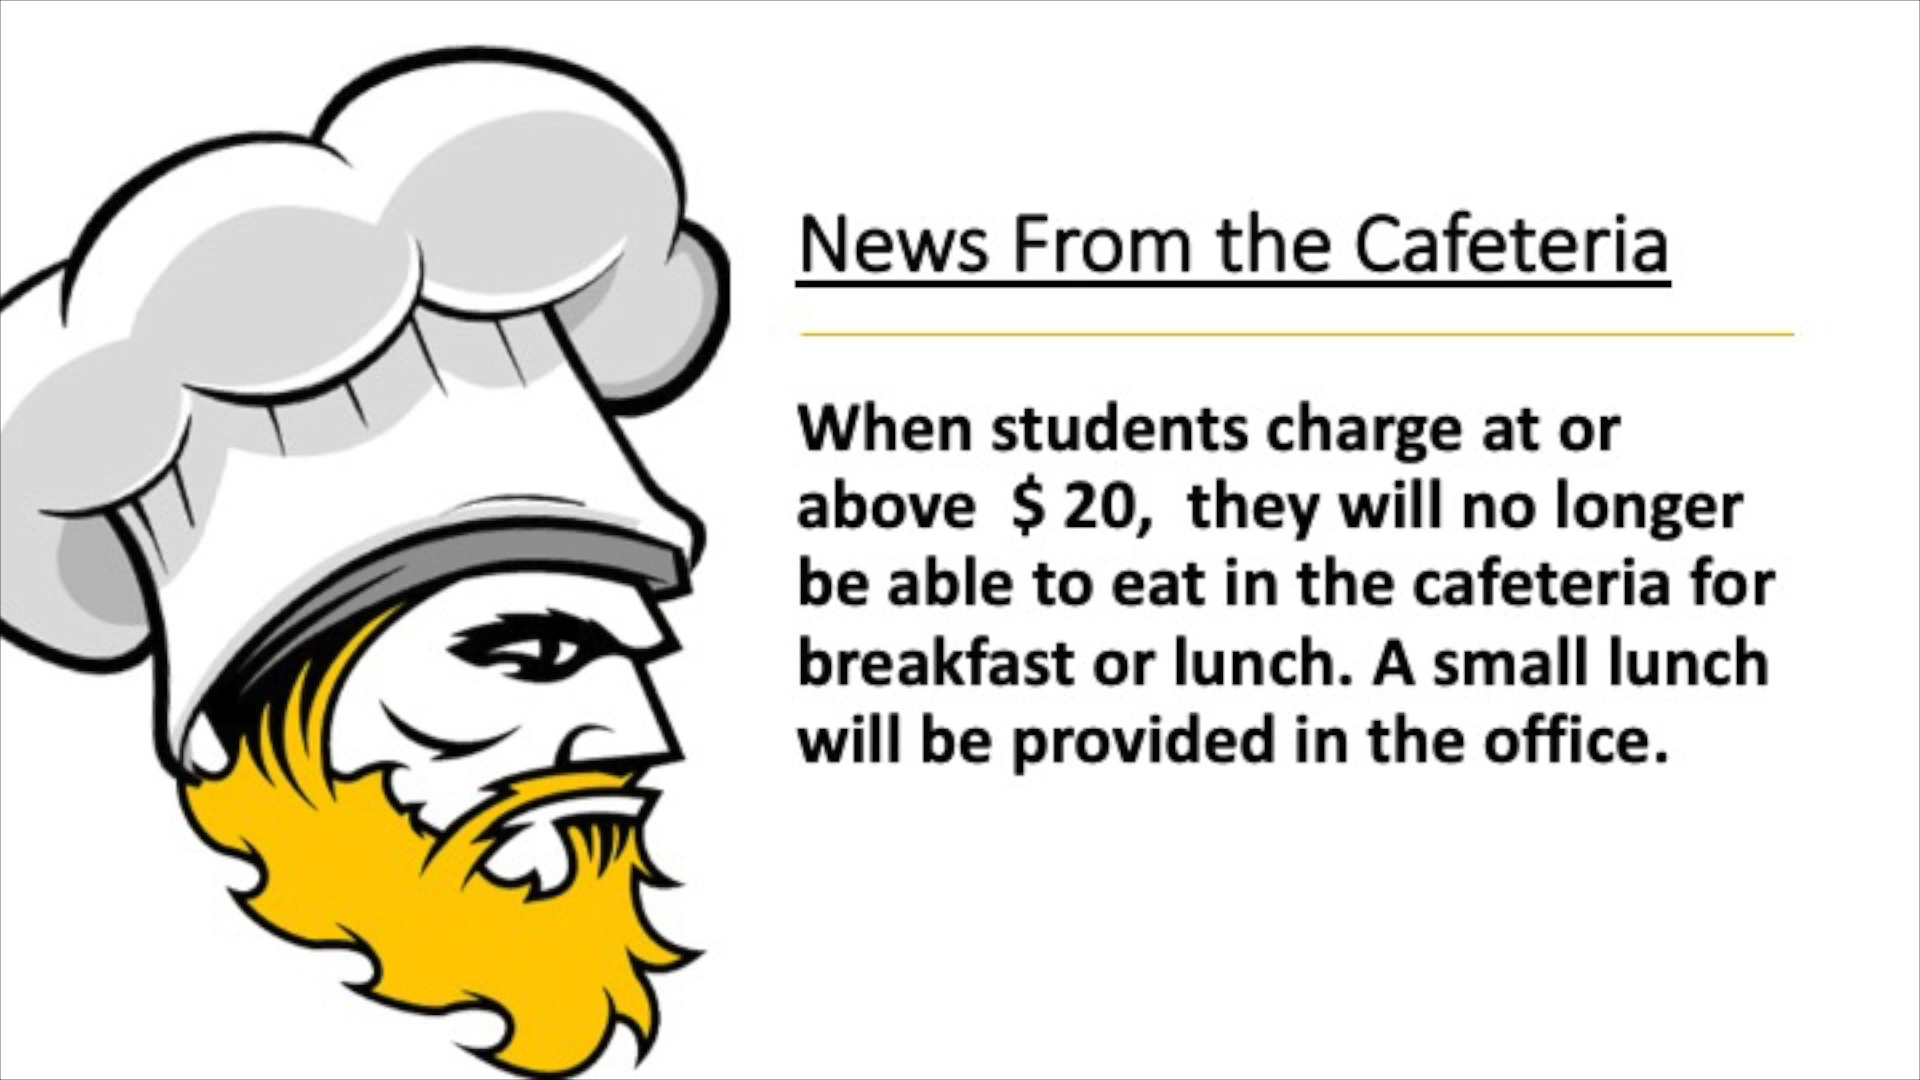 News From the Cafeteria
When students charge at or
above  $ 20,  they will no longer
be able to eat in the cafeteria for
breakfast or lunch. A small lunch
will be provided in the office.